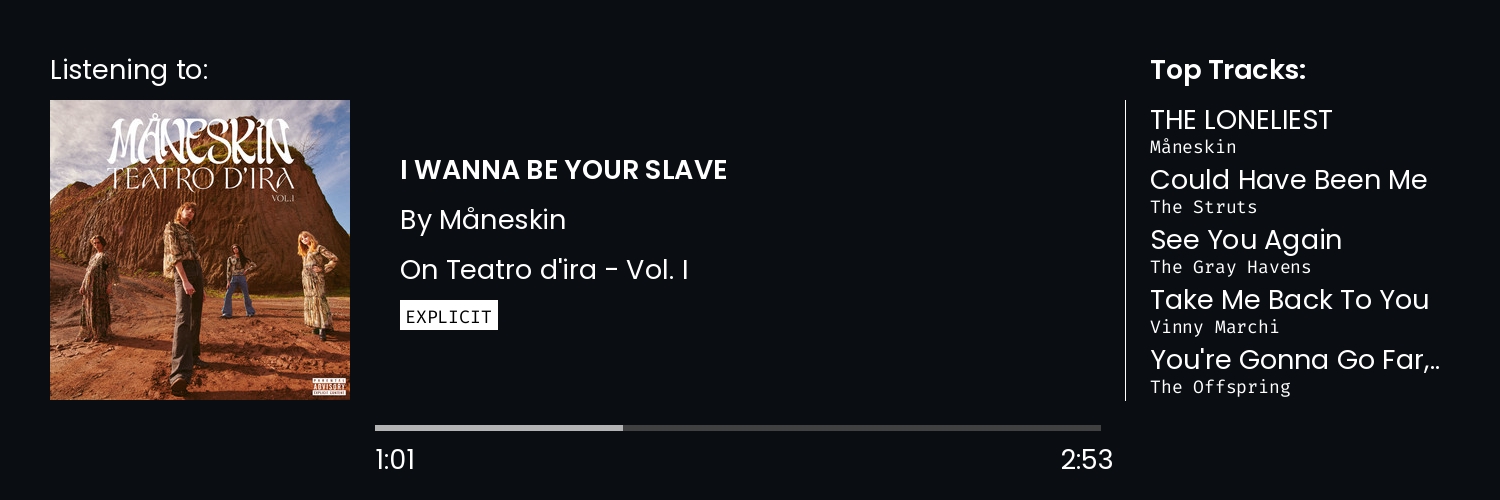 Listening to:
MÅNESKIN
TEATRO D'IRA
VOL.I
PARENTAL
ADVISORY
EXPLICIT CONTENT
I WANNA BE YOUR SLAVE
By Måneskin
On Teatro d'ira - Vol. I
EXPLICIT
1:01
2:53
Top Tracks:
THE LONELIEST
Måneskin
Could Have Been Me
The Struts
See You Again
The Gray Havens
Take Me Back To You
Vinny Marchi
You're Gonna Go Far,..
The Offspring